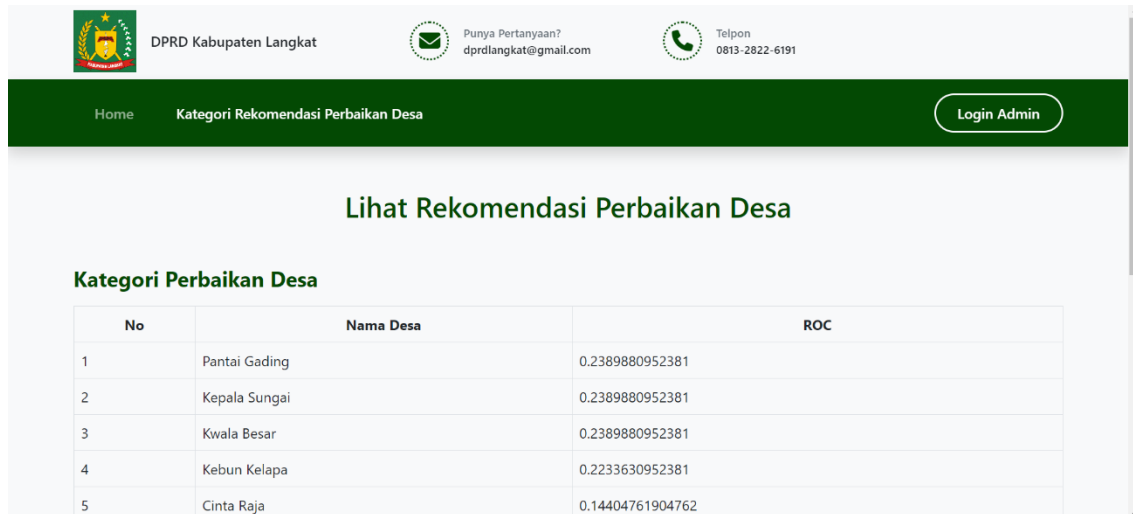 DPRD Kabupaten Langkat
Punya Pertanyaan?
dprdlangkat@gmail.com
Telpon
0813-2822-6191
Home Kategori Rekomendasi Perbaikan Desa Login Admin
Lihat Rekomendasi Perbaikan Desa
Kategori Perbaikan Desa
No Nama Desa ROC
1 Pantai Gading 0.2389880952381
2 Kepala Sungai 0.2389880952381
3 Kwala Besar 0.2389880952381
4 Kebun Kelapa 0.2233630952381
5 Cinta Raja 0.14404761904762